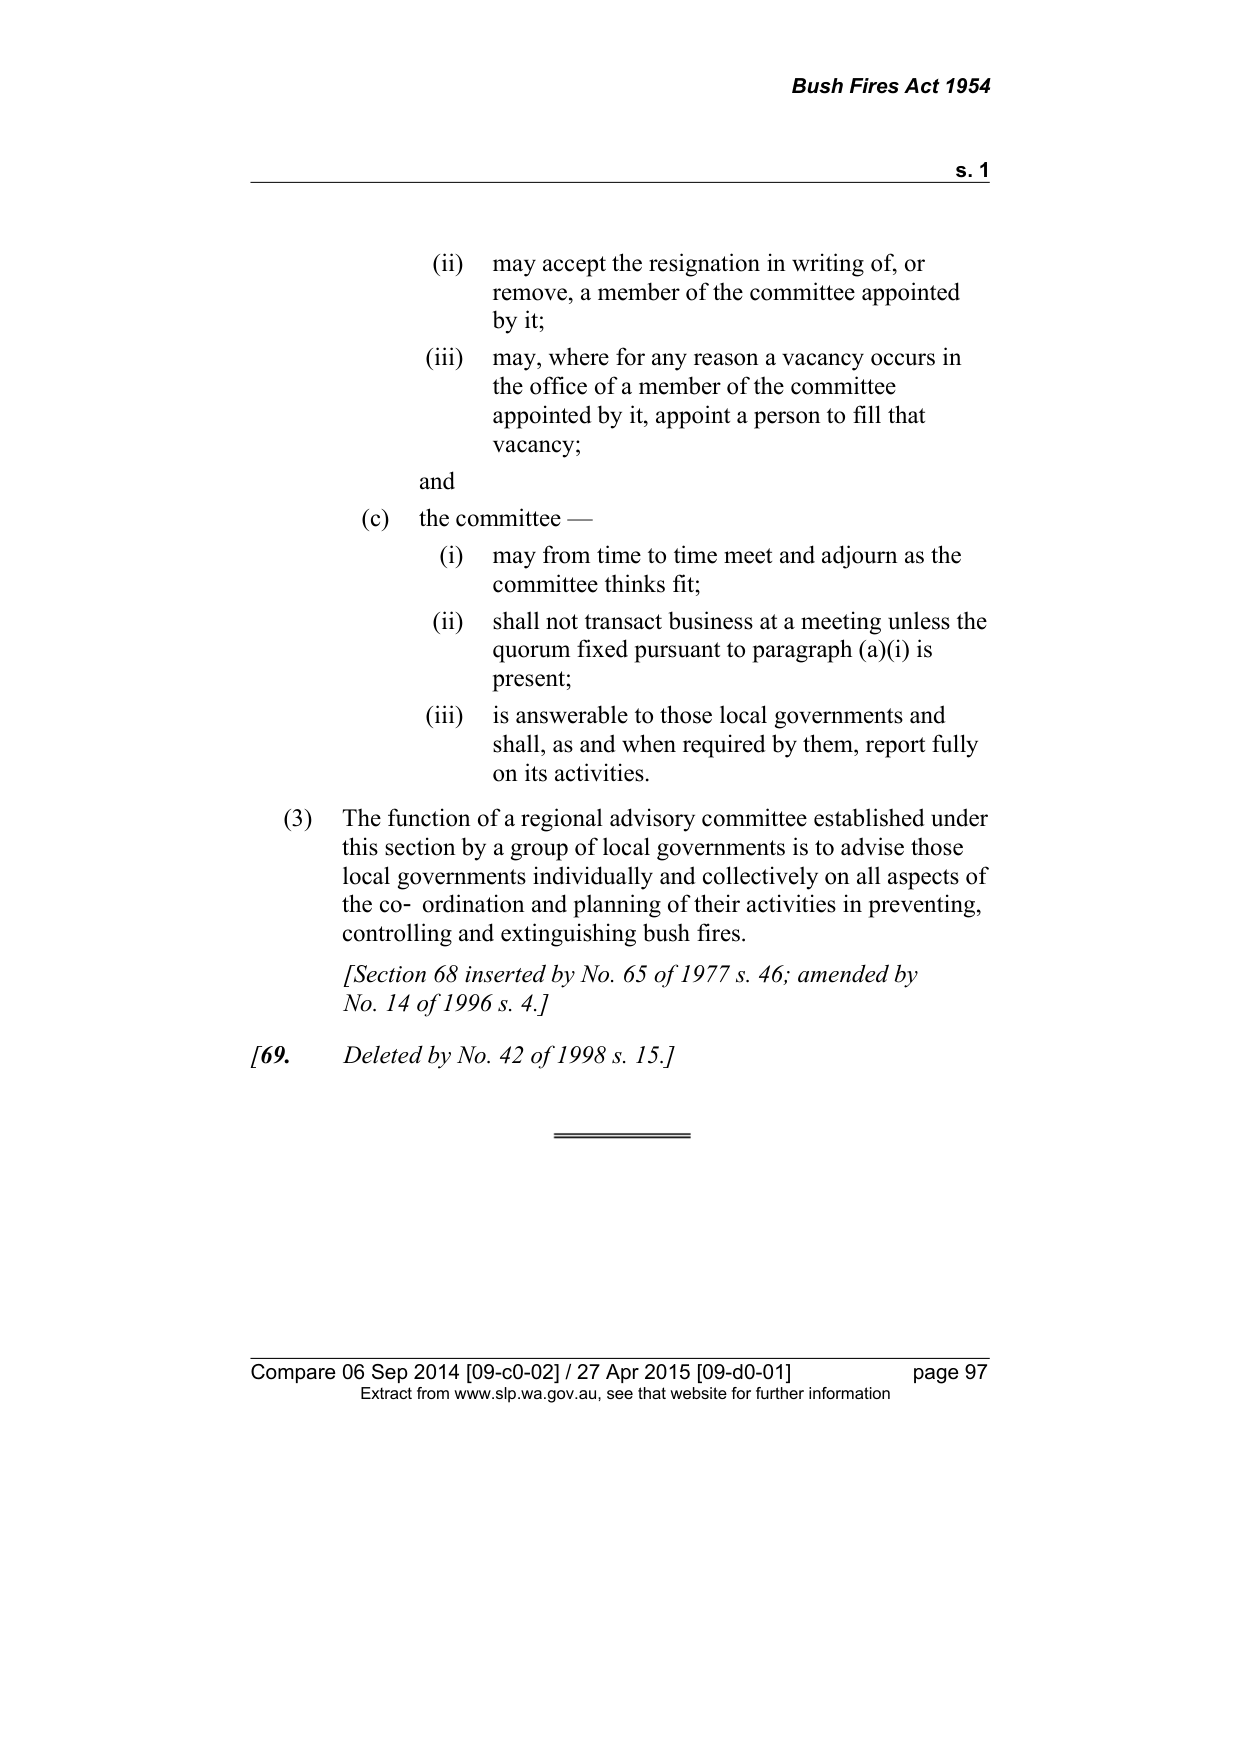 Bush Fires Act 1954
s. 1
(ii) may accept the resignation in writing of, or
remove, a member of the committee appointed
by it;
(iii) may, where for any reason a vacancy occurs in
the office of a member of the committee
appointed by it, appoint a person to fill that
vacancy;
and
(c) the committee —
(i) may from time to time meet and adjourn as the
committee thinks fit;
(ii) shall not transact business at a meeting unless the
quorum fixed pursuant to paragraph (a)(i) is
present;
(iii) is answerable to those local governments and
shall, as and when required by them, report fully
on its activities.
(3) The function of a regional advisory committee established under
this section by a group of local governments is to advise those
local governments individually and collectively on all aspects of
the co- ordination and planning of their activities in preventing,
controlling and extinguishing bush fires.
[Section 68 inserted by No. 65 of 1977 s. 46; amended by
No. 14 of 1996 s. 4.]
[69. Deleted by No. 42 of 1998 s. 15.]
Compare 06 Sep 2014 [09-c0-02] / 27 Apr 2015 [09-d0-01] page 97
Extract from www.slp.wa.gov.au, see that website for further information